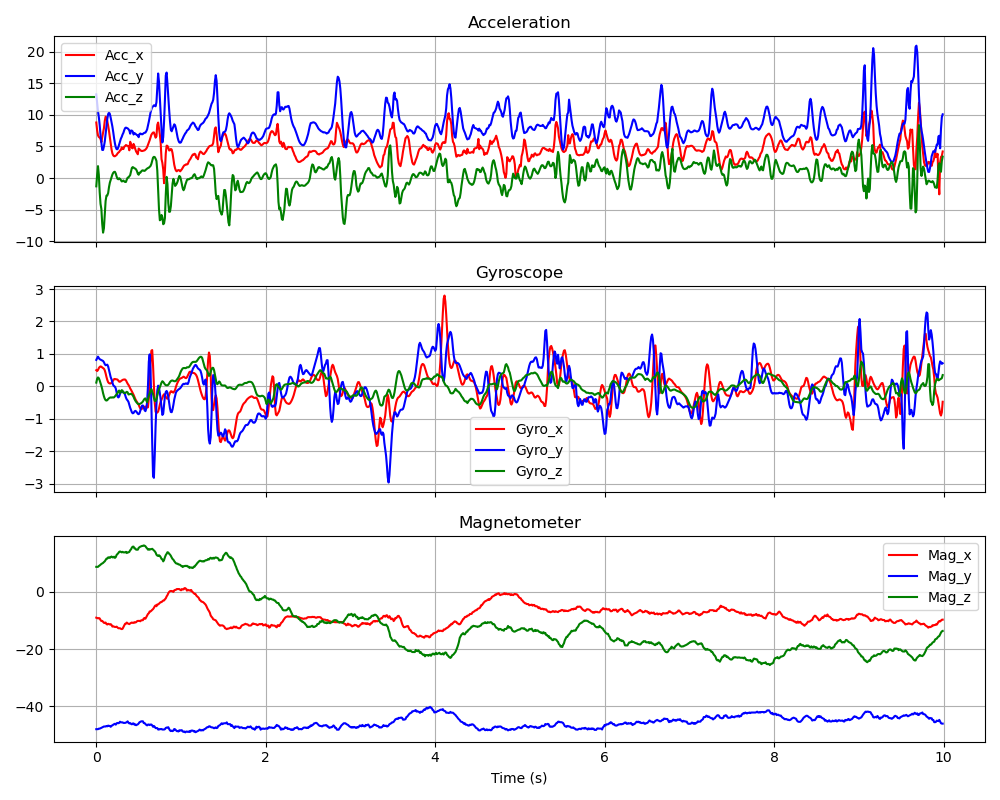 Acceleration
20
15
10
5
0
−5
−10
Acc_x
Acc_y
Acc_z
Gyroscope
3
2
1
0
−1
−2
−3
Gyro_x
Gyro_y
Gyro_z
Magnetometer
0
−20
−40
Mag_x
Mag_y
Mag_z
0 2 4 6 8 10
Time (s)